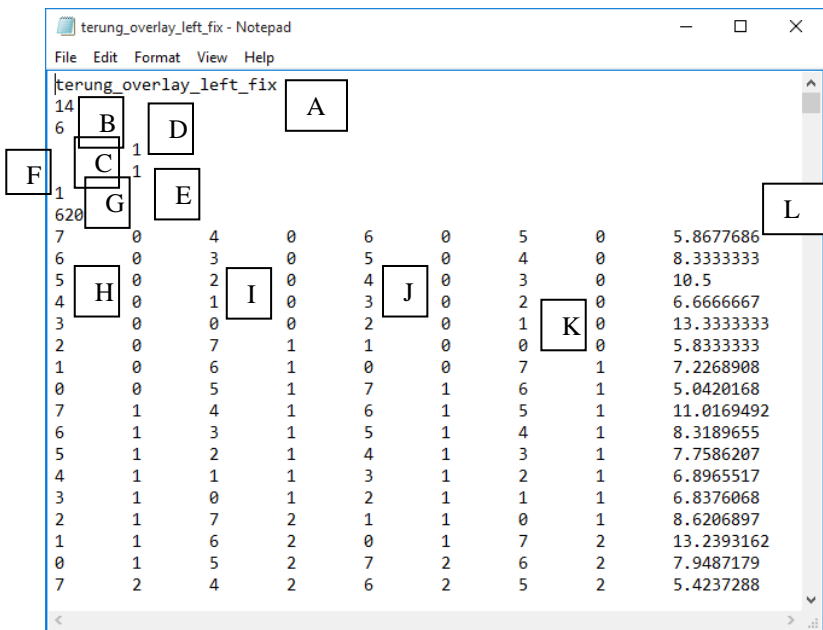 terung_overlay_left_fix - Notepad
File Edit Format View Help
terung_overlay_left_fix A
14
6 B D
1
F C 1
1 G E
620 L
7 0 4 0 6 0 5 0 5.8677686
6 0 3 0 5 0 4 0 8.3333333
5 H 0 2 I 0 4 J 0 3 0 10.5
4 0 1 0 3 0 2 0 6.6666667
3 0 0 0 2 0 1 K 0 13.3333333
2 0 7 1 1 0 0 0 5.8333333
1 0 6 1 0 0 7 1 7.2268908
0 0 5 1 7 1 6 1 5.0420168
7 1 4 1 6 1 5 1 11.0169492
6 1 3 1 5 1 4 1 8.3189655
5 1 2 1 4 1 3 1 7.7586207
4 1 1 1 3 1 2 1 6.8965517
3 1 0 1 2 1 1 1 6.8376068
2 1 7 2 1 1 0 1 8.6206897
1 1 6 2 0 1 7 2 13.2393162
0 1 5 2 7 2 6 2 7.9487179
7 2 4 2 6 2 5 2 5.4237288